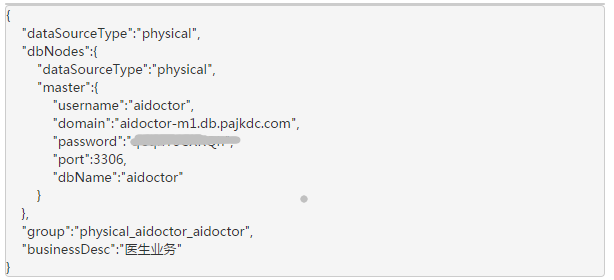 {
"dataSourceType":"physical",
"dbNodes":{
"dataSourceType":"physical",
"master":{
"username":"aidoctor",
"domain":"aidoctor-m1.db.pajkdc.com",
"password":"
"port":3306,
"dbName":"aidoctor"
}
},
"group":"physical_aidoctor_aidoctor",
"businessDesc":"医生业务"
}